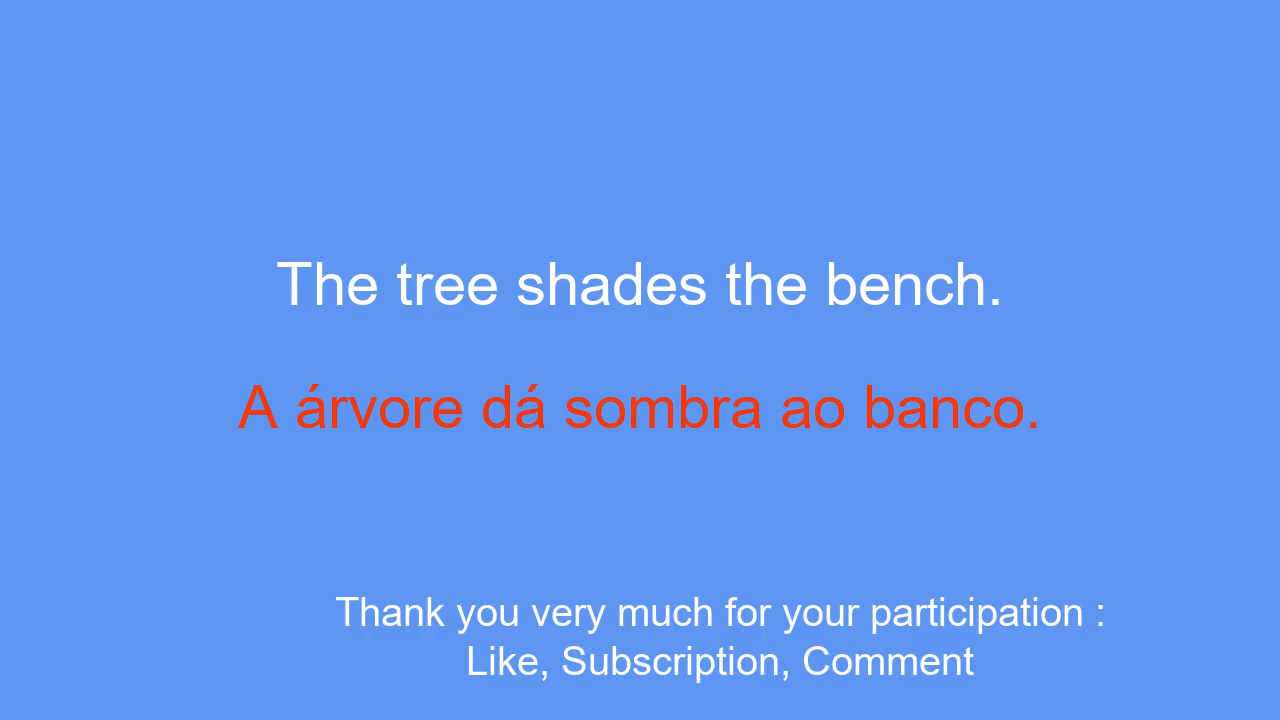 The tree shades the bench.
A árvore dá sombra ao banco.
Thank you very much for your participation :
Like, Subscription, Comment